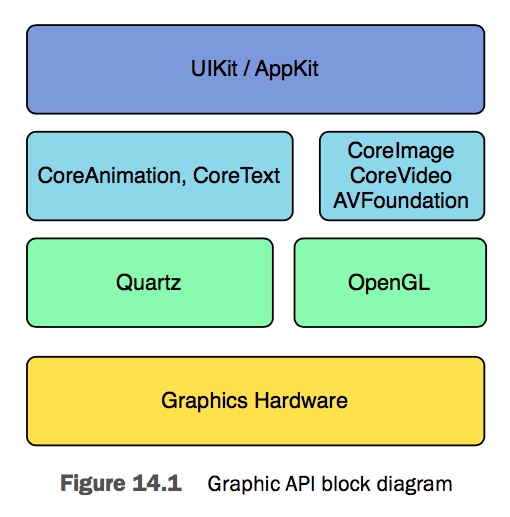 UIKit / AppKit
CoreAnimation, CoreText
CoreImage
CoreVideo
AVFoundation
Quartz
OpenGL
Graphics Hardware
Figure 14.1 Graphic API block diagram